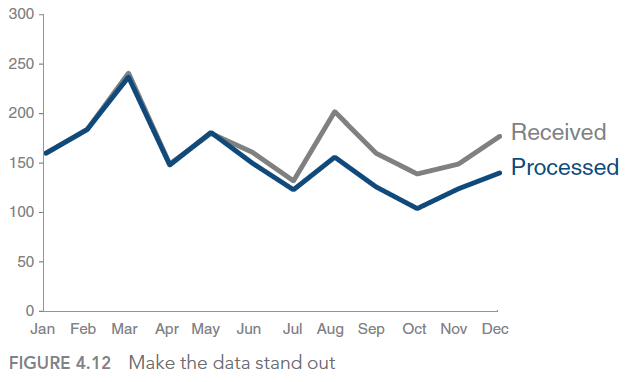 300
250
200
150
100
50
0
Received
Processed
Jan Feb Mar Apr May Jun Jul Aug Sep Oct Nov Dec
FIGURE 4.12 Make the data stand out